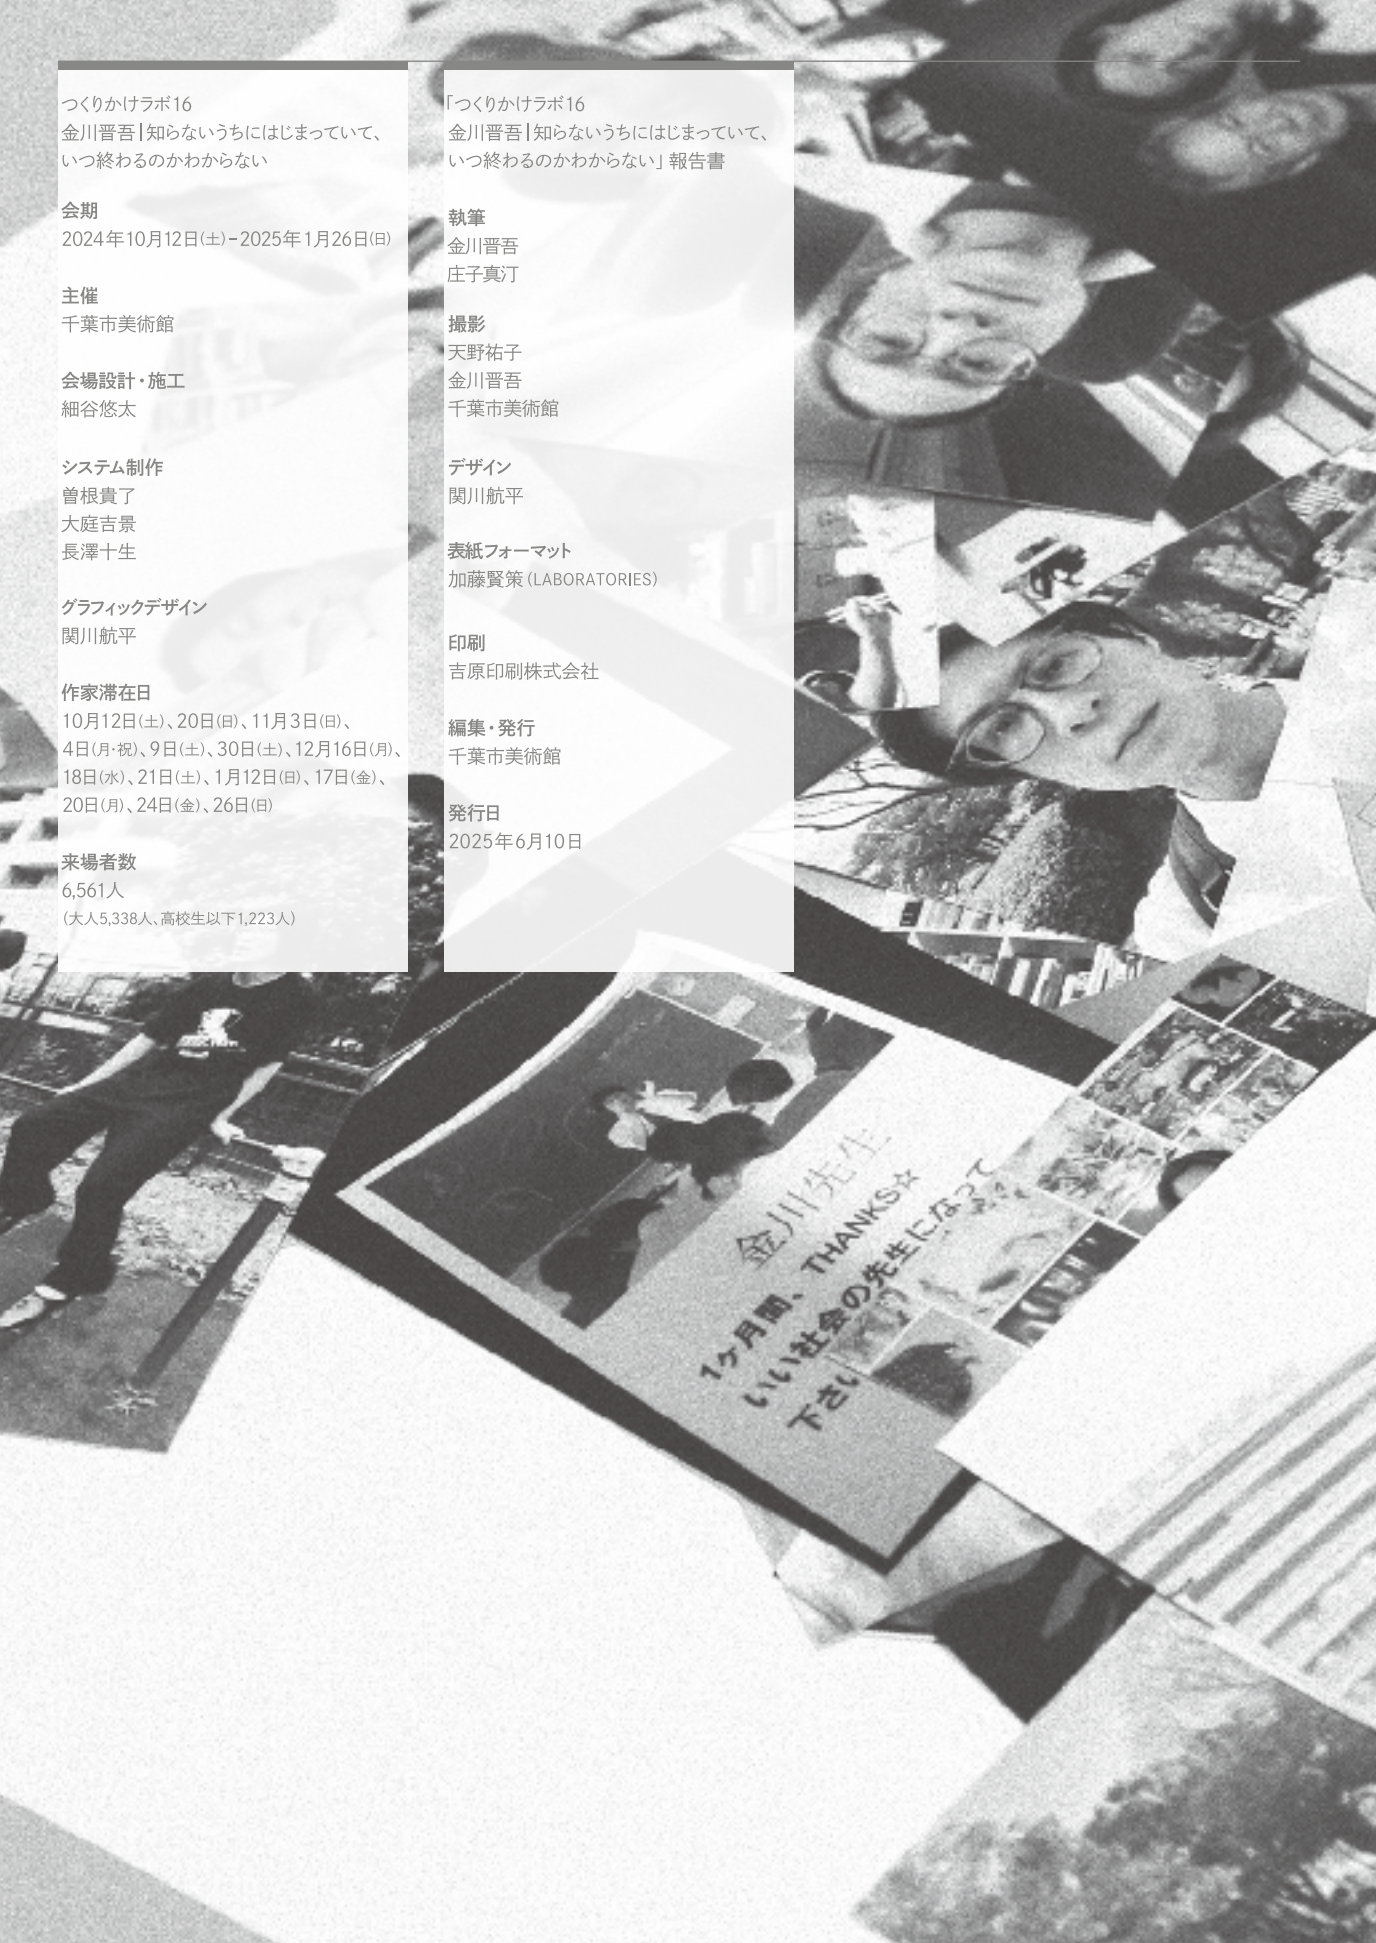 つくりかけラボ16
金川晋吾|知らないうちにはじまっていて、
いつ終わるのかわからない
会期
2024年10月12日(土)–2025年1月26日(日)
主催
千葉市美術館
会場設計・施工
細谷悠太
システム制作
曽根貴了
大庭吉景
長澤十生
グラフィックデザイン
関川航平
作家滞在日
10月12日(土)、20日(日)、11月3日(日)、
4日(月・祝)、9日(土)、30日(土)、12月16日(月)、
18日(水)、21日(土)、1月12日(日)、17日(金)、
20日(月)、24日(金)、26日(日)
来場者数
6,561人
(大人5,338人、高校生以下1,223人)
「つくりかけラボ16
金川晋吾|知らないうちにはじまっていて、
いつ終わるのかわからない」報告書
執筆
金川晋吾
庄子真汀
撮影
天野祐子
金川晋吾
千葉市美術館
デザイン
関川航平
表紙フォーマット
加藤賢策(LABORATORIES)
印刷
吉原印刷株式会社
編集・発行
千葉市美術館
発行日
2025年6月10日
金川先生
1ヶ月間、THANKS☆
いい社会の先生になって
下さい